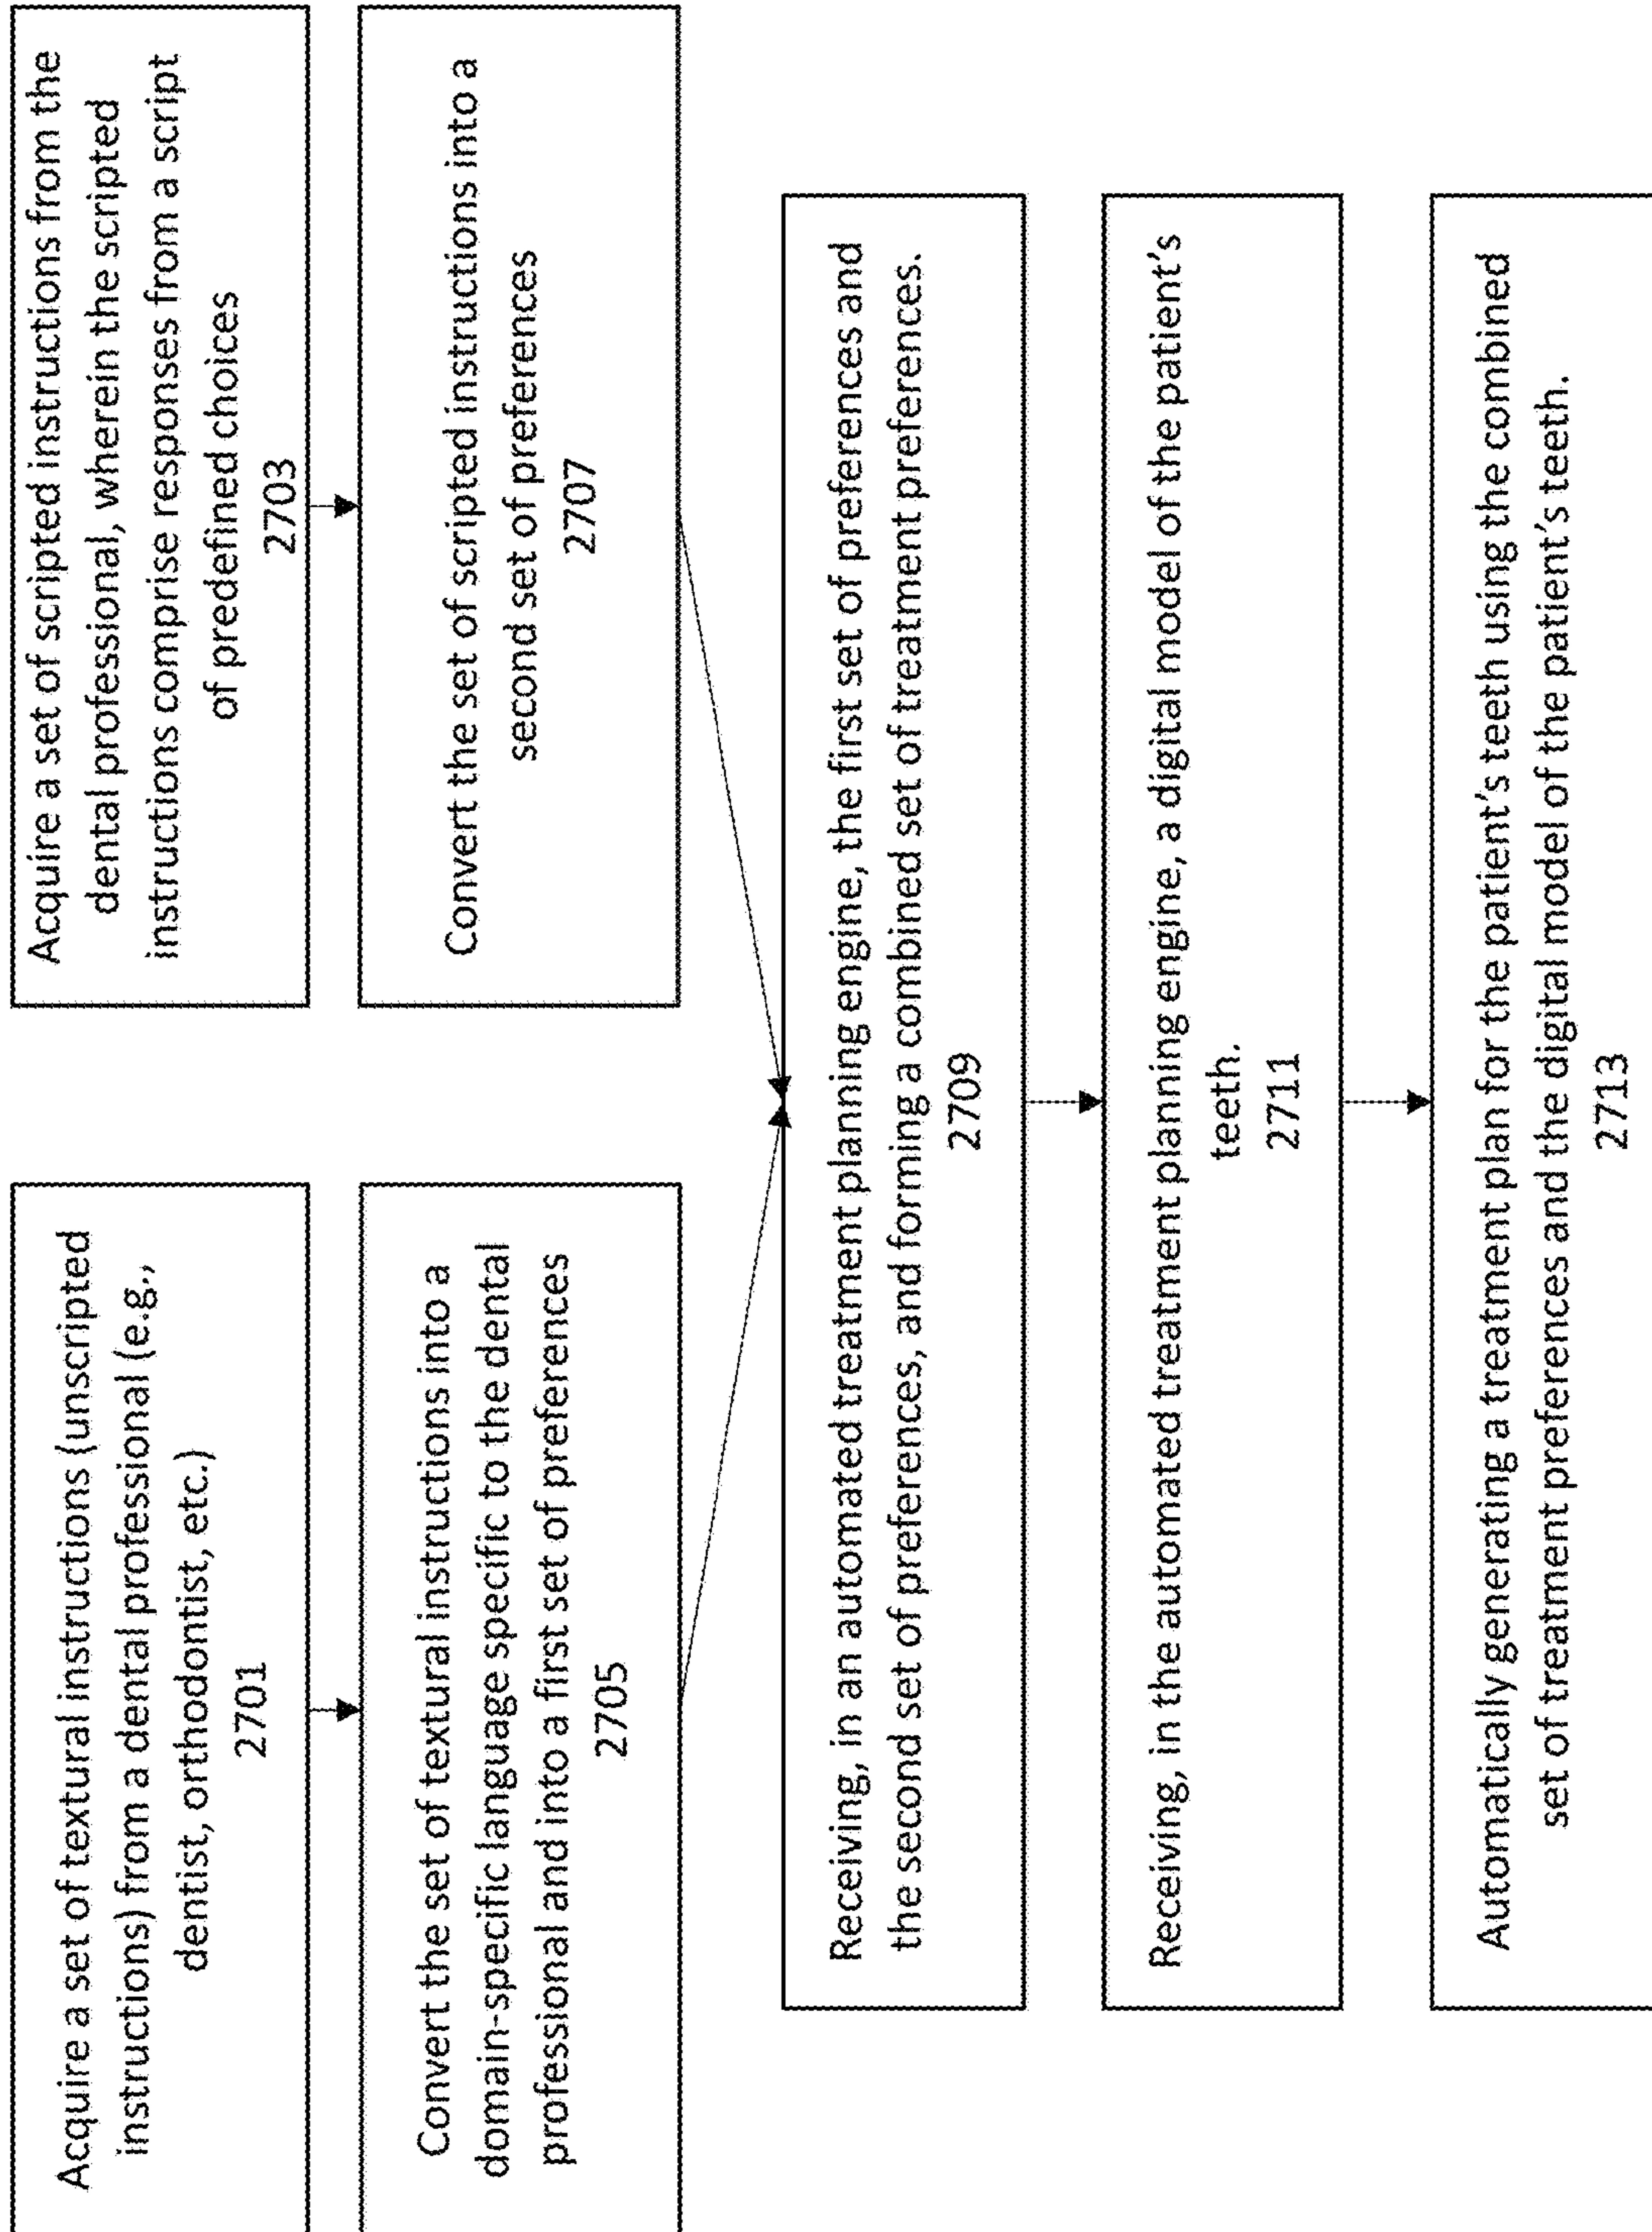 Acquire a set of textural instructions (unscripted
instructions) from a dental professional (e.g.,
dentist, orthodontist, etc.)
2701
Acquire a set of scripted instructions from the
dental professional, wherein the scripted
instructions comprise responses from a script
of predefined choices
2703
Convert the set of textural instructions into a
domain-specific language specific to the dental
professional and into a first set of preferences
2705
Convert the set of scripted instructions into a
second set of preferences
2707
Receiving, in an automated treatment planning engine, the first set of preferences and
the second set of preferences, and forming a combined set of treatment preferences.
2709
Receiving, in the automated treatment planning engine, a digital model of the patient's
teeth.
2711
Automatically generating a treatment plan for the patient's teeth using the combined
set of treatment preferences and the digital model of the patient's teeth.
2713